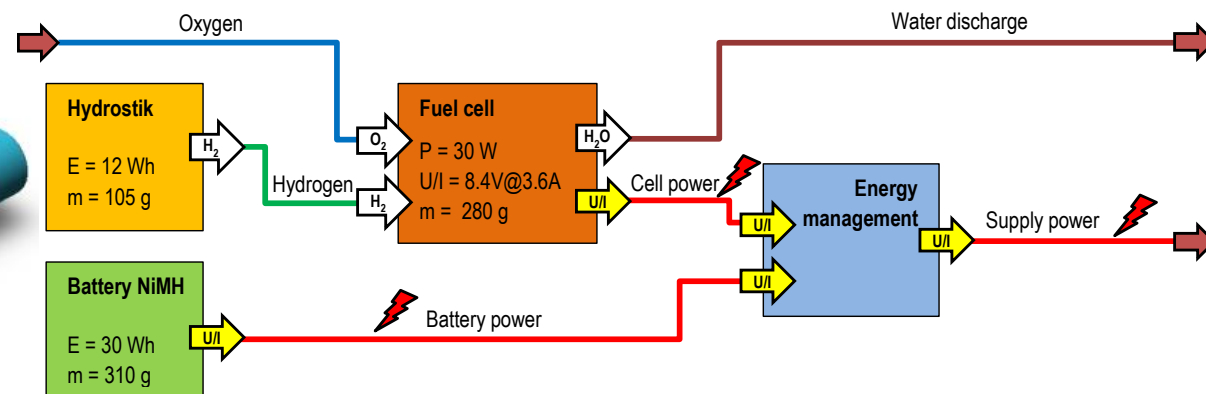 Oxygen
Water discharge
Hydrostik
E = 12 Wh
m = 105 g
H₂
Hydrogen
Fuel cell
P = 30 W
U/I = 8.4V@3.6A
m = 280 g
O₂
H₂
H₂O
U/I
Cell power
Energy
management
U/I
U/I
U/I
Supply power
Battery NiMH
E = 30 Wh
m = 310 g
U/I
Battery power